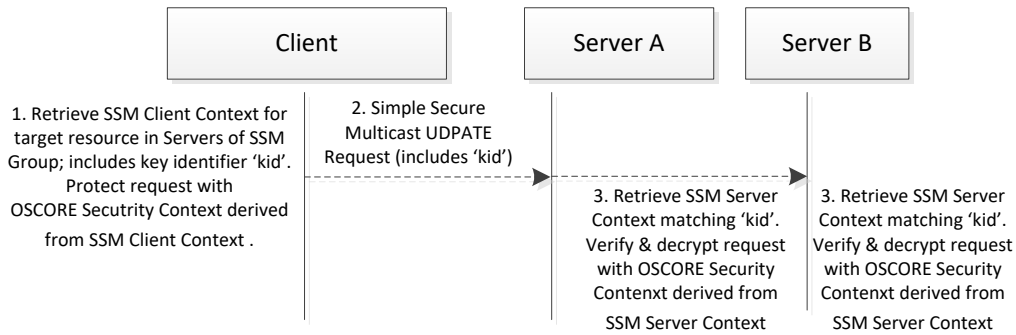 Client
Server A
Server B
1. Retrieve SSM Client Context for
target resource in Servers of SSM
Group; includes key identifier ‘kid’.
Protect request with
OSCORE Secutrity Context derived
from SSM Client Context .
2. Simple Secure
Multicast UDPATE
Request (includes ‘kid’)
3. Retrieve SSM Server
Context matching ‘kid’.
Verify & decrypt request
with OSCORE Security
Contenxt derived from
SSM Server Context
3. Retrieve SSM Server
Context matching ‘kid’.
Verify & decrypt request
with OSCORE Security
Contenxt derived from
SSM Server Context